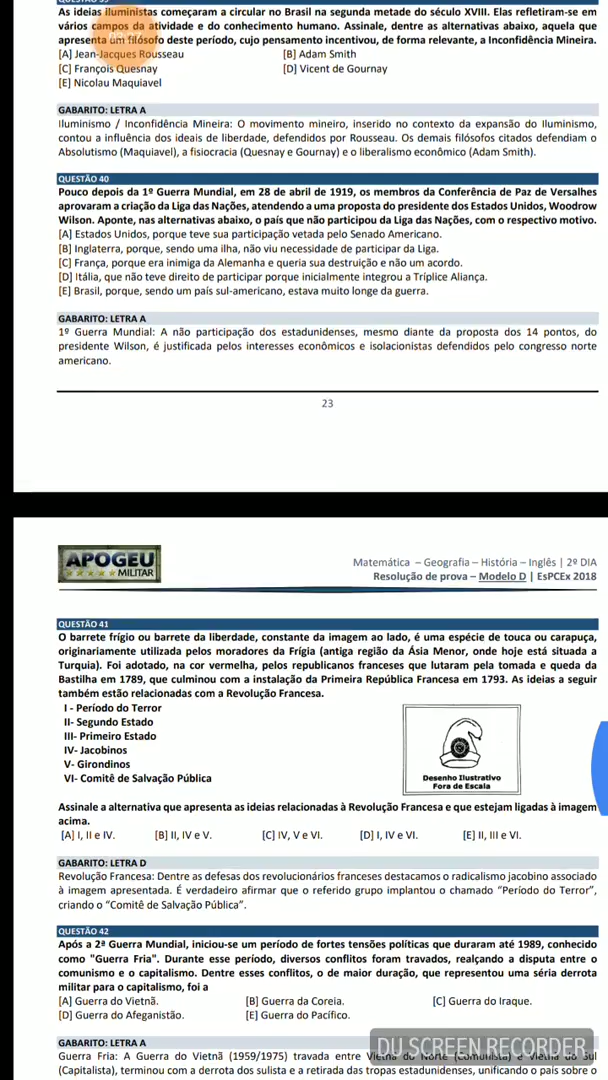 QUESTÃO 39
As ideias iluministas começaram a circular no Brasil na segunda metade do século XVIII. Elas refletiram-se em
vários campos da atividade e do conhecimento humano. Assinale, dentre as alternativas abaixo, aquela que
apresenta um filósofo deste período, cujo pensamento incentivou, de forma relevante, a Inconfidência Mineira.
[A] Jean-Jacques Rousseau [B] Adam Smith
[C] François Quesnay [D] Vicent de Gournay
[E] Nicolau Maquiavel
GABARITO: LETRA A
Iluminismo / Inconfidência Mineira: O movimento mineiro, inserido no contexto da expansão do Iluminismo,
contou a influência dos ideais de liberdade, defendidos por Rousseau. Os demais filósofos citados defendiam o
Absolutismo (Maquiavel), a fisiocracia (Quesnay e Gournay) e o liberalismo econômico (Adam Smith).
QUESTÃO 40
Pouco depois da 1º Guerra Mundial, em 28 de abril de 1919, os membros da Conferência de Paz de Versalhes
aprovaram a criação da Liga das Nações, atendendo a uma proposta do presidente dos Estados Unidos, Woodrow
Wilson. Aponte, nas alternativas abaixo, o país que não participou da Liga das Nações, com o respectivo motivo.
[A] Estados Unidos, porque teve sua participação vetada pelo Senado Americano.
[B] Inglaterra, porque, sendo uma ilha, não viu necessidade de participar da Liga.
[C] França, porque era inimiga da Alemanha e queria sua destruição e não um acordo.
[D] Itália, que não teve direito de participar porque inicialmente integrou a Tríplice Aliança.
[E] Brasil, porque, sendo um país sul-americano, estava muito longe da guerra.
GABARITO: LETRA A
1º Guerra Mundial: A não participação dos estadunidenses, mesmo diante da proposta dos 14 pontos, do
presidente Wilson, é justificada pelos interesses econômicos e isolacionistas defendidos pelo congresso norte
americano.
23
APOGEU
MILITAR
Matemática – Geografia – História – Inglês | 2º DIA
Resolução de prova – Modelo D | EsPCEx 2018
QUESTÃO 41
O barrete frígio ou barrete da liberdade, constante da imagem ao lado, é uma espécie de touca ou carapuça,
originariamente utilizada pelos moradores da Frígia (antiga região da Ásia Menor, onde hoje está situada a
Turquia). Foi adotado, na cor vermelha, pelos republicanos franceses que lutaram pela tomada e queda da
Bastilha em 1789, que culminou com a instalação da Primeira República Francesa em 1793. As ideias a seguir
também estão relacionadas com a Revolução Francesa.
I - Período do Terror
II- Segundo Estado
III- Primeiro Estado
IV- Jacobinos
V- Girondinos
VI- Comitê de Salvação Pública
Desenho Ilustrativo
Fora de Escala
Assinale a alternativa que apresenta as ideias relacionadas à Revolução Francesa e que estejam ligadas à imagem
acima.
[A] I, II e IV. [B] II, IV e V. [C] IV, V e VI. [D] I, IV e VI. [E] II, III e VI.
GABARITO: LETRA D
Revolução Francesa: Dentre as defesas dos revolucionários franceses destacamos o radicalismo jacobino associado
à imagem apresentada. É verdadeiro afirmar que o referido grupo implantou o chamado “Período do Terror”,
criando o “Comitê de Salvação Pública”.
QUESTÃO 42
Após a 2ª Guerra Mundial, iniciou-se um período de fortes tensões políticas que duraram até 1989, conhecido
como "Guerra Fria". Durante esse período, diversos conflitos foram travados, realçando a disputa entre o
comunismo e o capitalismo. Dentre esses conflitos, o de maior duração, que representou uma séria derrota
militar para o capitalismo, foi a
[A] Guerra do Vietnã. [B] Guerra da Coreia. [C] Guerra do Iraque.
[D] Guerra do Afeganistão. [E] Guerra do Pacífico.
GABARITO: LETRA A
Guerra Fria: A Guerra do Vietnã (1959/1975) travada entre Vietnã do Norte (Comunista) e Vietnã do Sul
(Capitalista), terminou com a derrota dos sulista e a retirada das tropas estadunidenses, unificando o país sobre o
DU SCREEN RECORDER